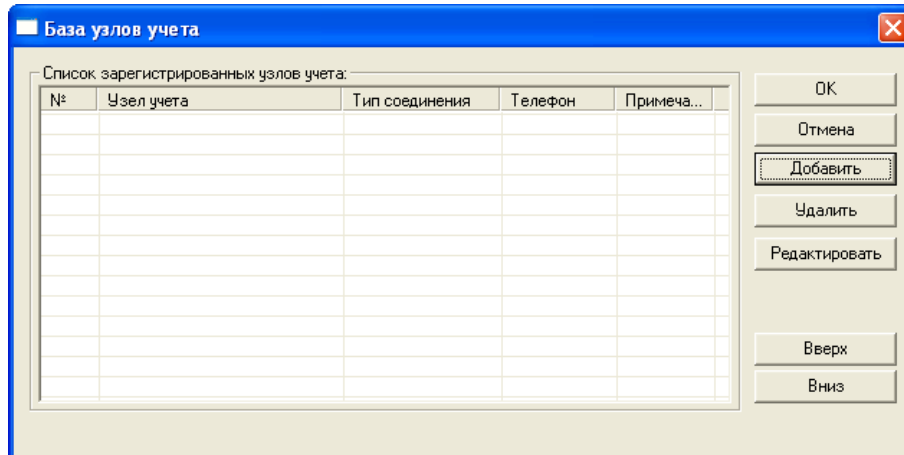 База узлов учета
Список зарегистрированных узлов учета:
№ Узел учета Тип соединения Телефон Примеча...
OK
Отмена
Добавить
Удалить
Редактировать
Вверх
Вниз